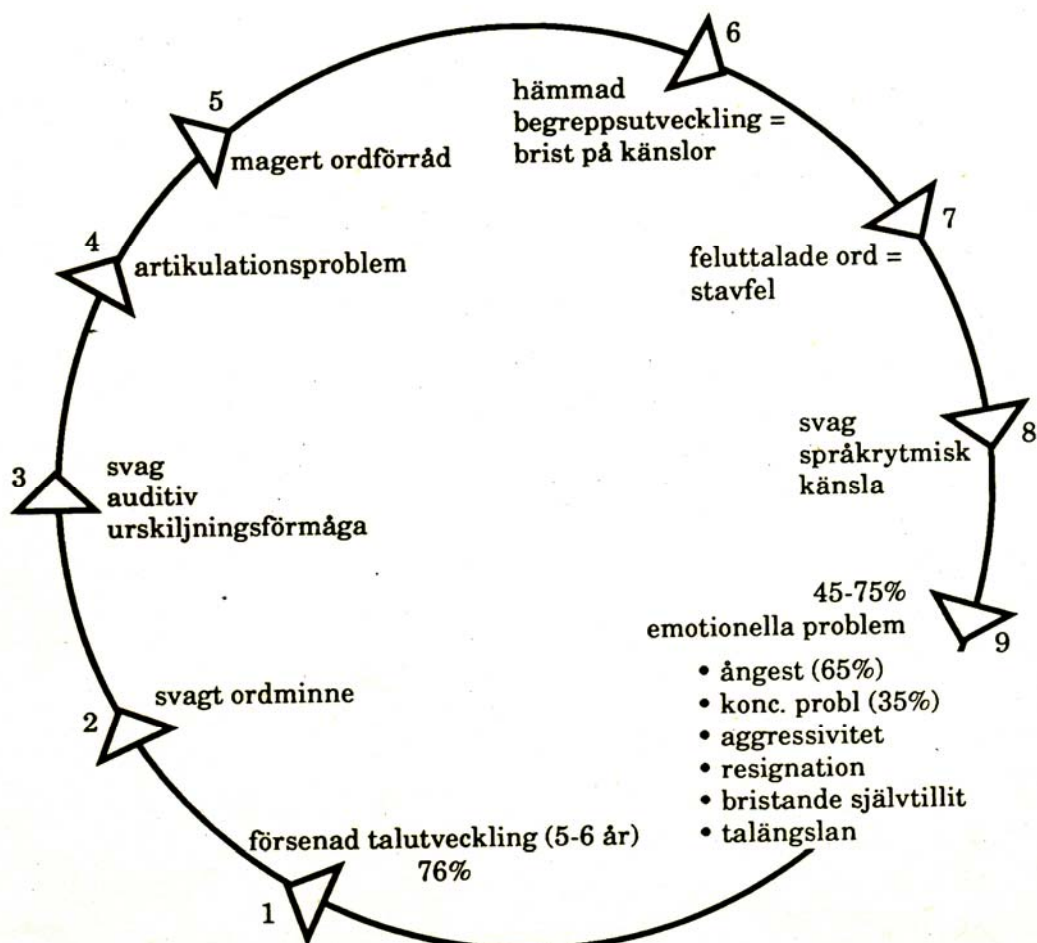 6
hämmad
begreppsutveckling =
brist på känslor
5
magert ordförråd
7
feluttalade ord =
stavfel
4
artikulationsproblem
8
svag
språkrytmisk
känsla
3
svag
auditiv
urskiljningsförmåga
45-75%
emotionella problem
9
• ångest (65%)
• konc. probl (35%)
• aggressivitet
• resignation
• bristande självtillit
• talängslan
2
svagt ordminne
försenad talutveckling (5-6 år)
76%
1